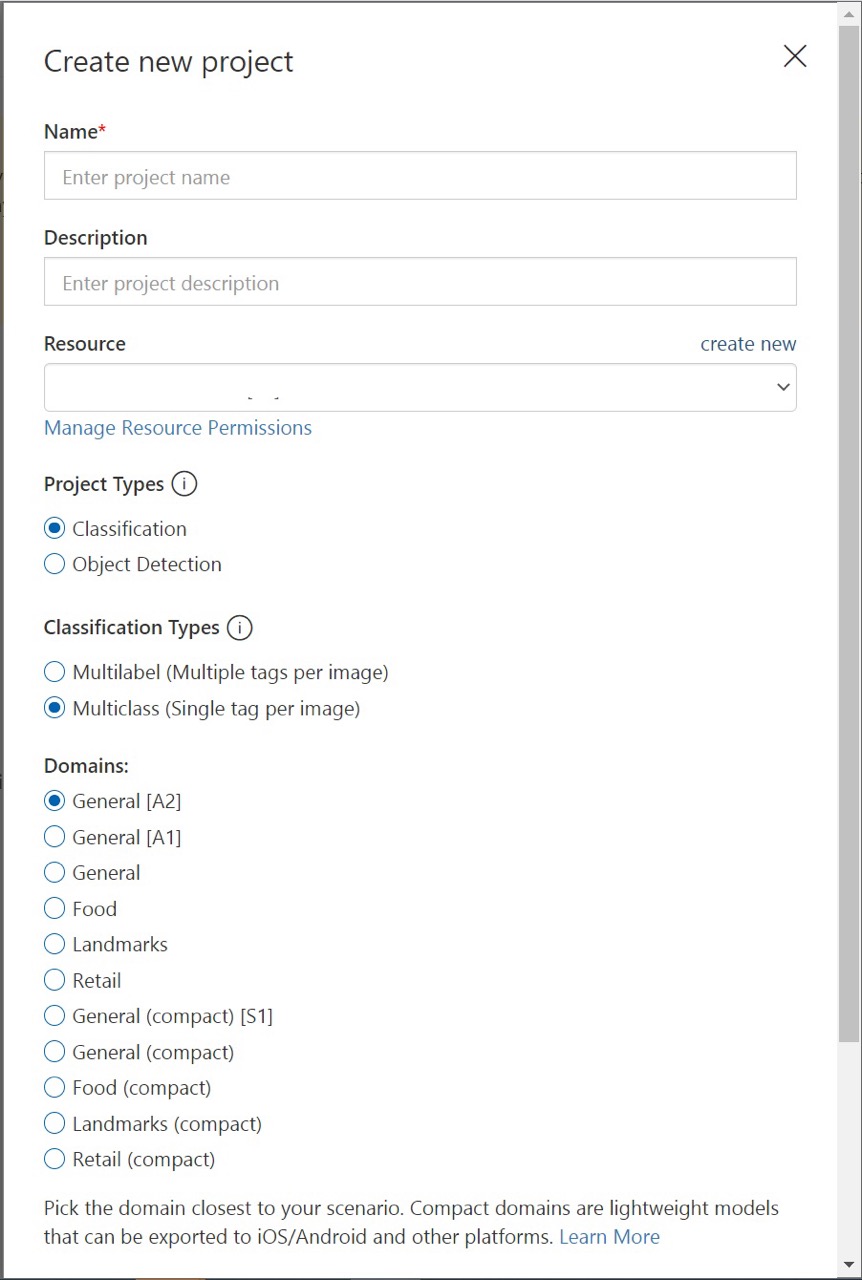 Create new project
Name*
Enter project name
Description
Enter project description
Resource
create new
Manage Resource Permissions
Project Types
Classification
Object Detection
Classification Types
Multilabel (Multiple tags per image)
Multiclass (Single tag per image)
Domains:
General [A2]
General [A1]
General
Food
Landmarks
Retail
General (compact) [S1]
General (compact)
Food (compact)
Landmarks (compact)
Retail (compact)
Pick the domain closest to your scenario. Compact domains are lightweight models
that can be exported to iOS/Android and other platforms. Learn More